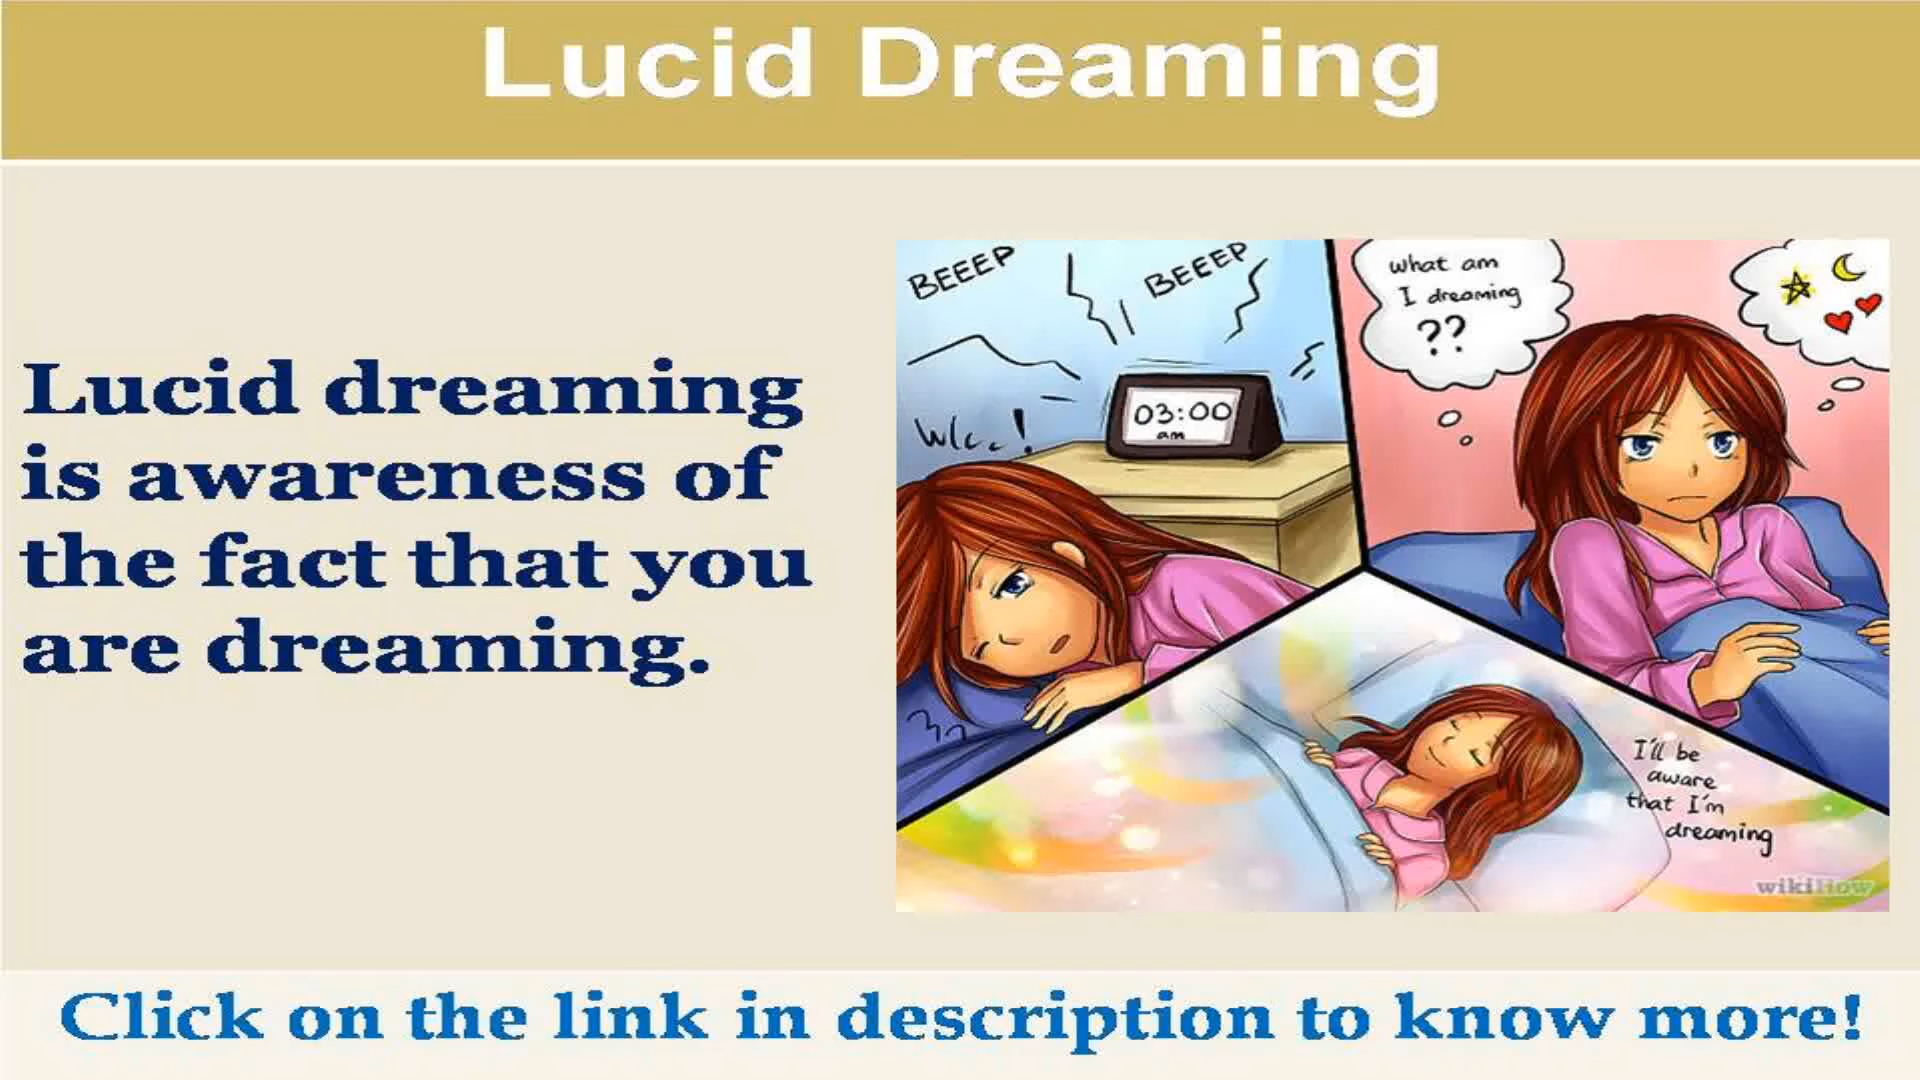 Lucid Dreaming
Lucid dreaming
is awareness of
the fact that you
are dreaming.
BEEEP
BEEEP
03:00
am
what am
I dreaming
??
I'll be
aware
that I'm
dreaming
wikiHow
Click on the link in description to know more!